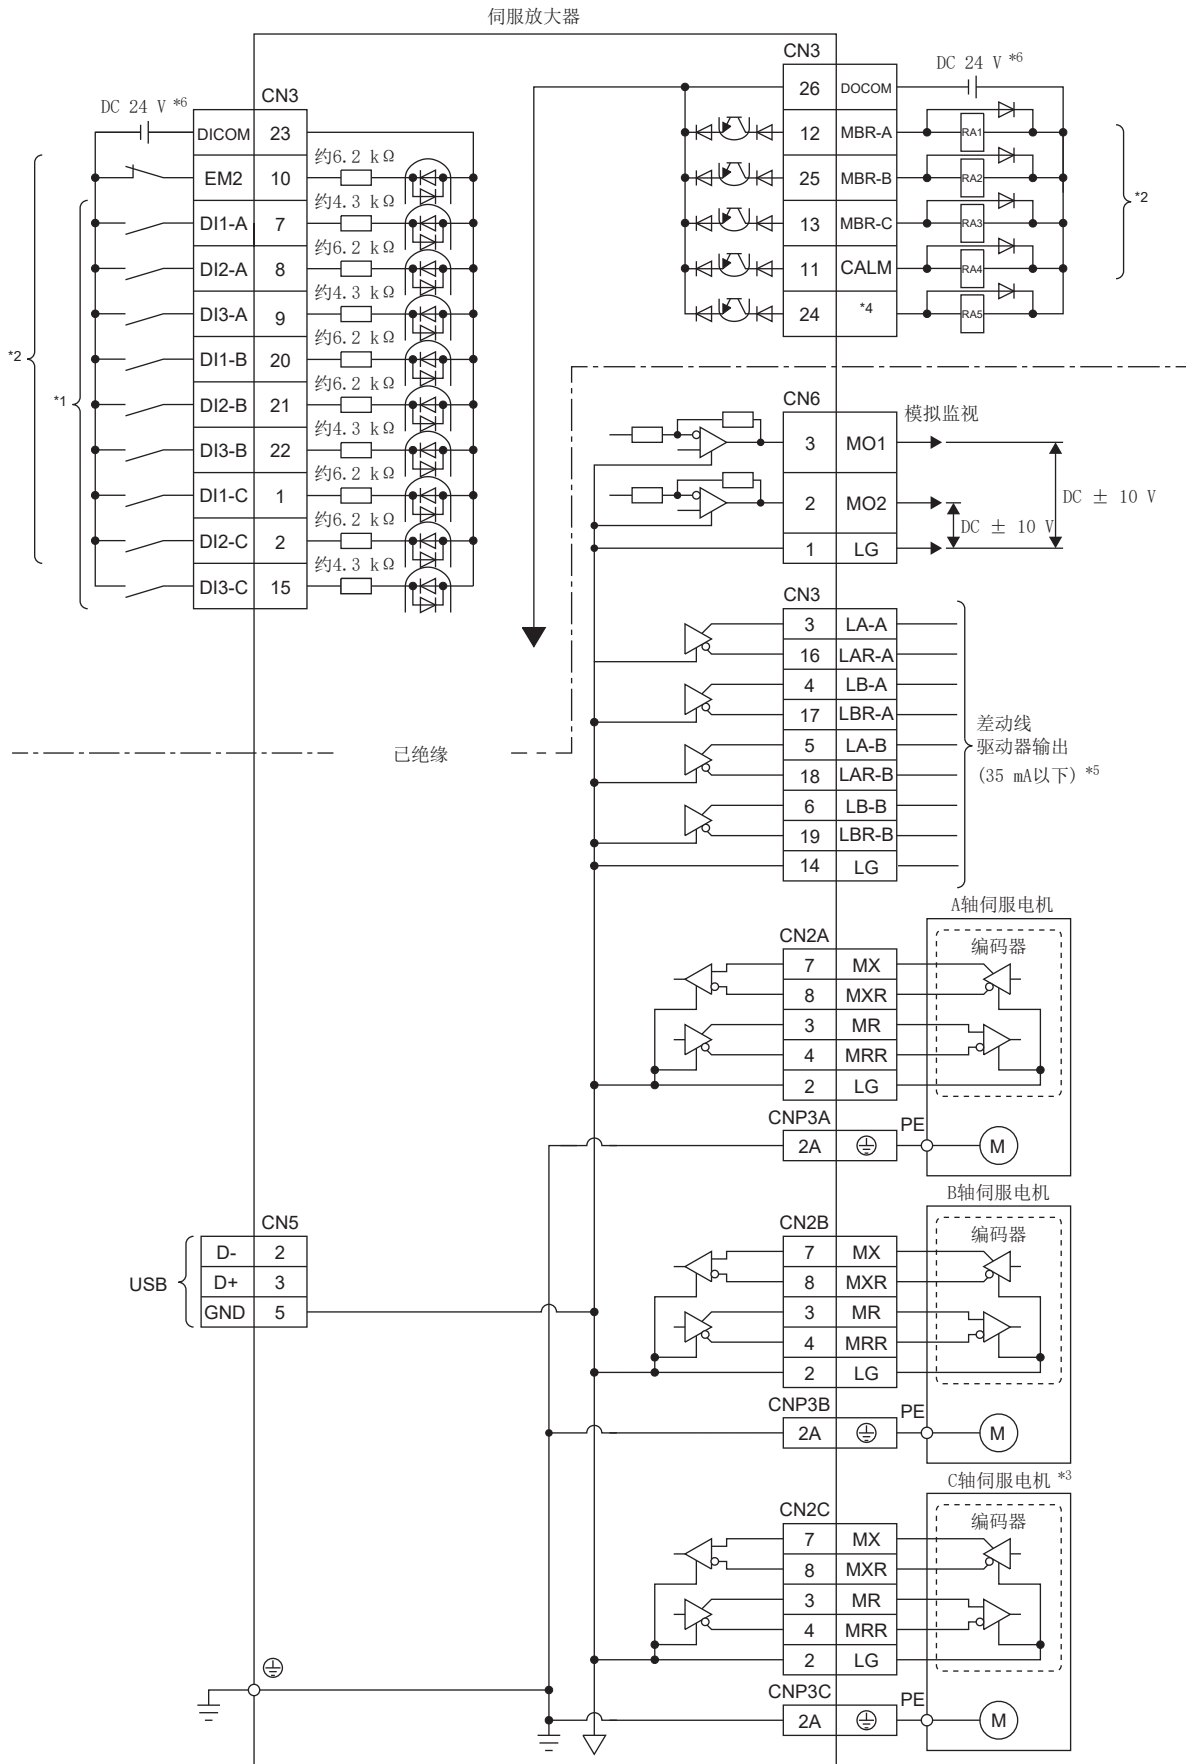 伺服放大器
DC 24 V *6
CN3
DICOM 23
EM2 10 约6.2 kΩ
DI1-A 7 约4.3 kΩ
DI2-A 8 约6.2 kΩ
DI3-A 9 约4.3 kΩ
DI1-B 20 约6.2 kΩ
DI2-B 21 约6.2 kΩ
DI3-B 22 约4.3 kΩ
DI1-C 1 约6.2 kΩ
DI2-C 2 约6.2 kΩ
DI3-C 15 约4.3 kΩ
*2
*1
CN3
DC 24 V *6
26 DOCOM
12 MBR-A RA1
25 MBR-B RA2
13 MBR-C RA3
11 CALM RA4
24 *4 RA5
*2
CN6
模拟监视
3 MO1
2 MO2
1 LG
DC ± 10 V
DC ± 10 V
CN3
3 LA-A
16 LAR-A
4 LB-A
17 LBR-A
5 LA-B
18 LAR-B
6 LB-B
19 LBR-B
14 LG
差动线
驱动器输出
(35 mA以下) *5
已绝缘
A轴伺服电机
编码器
CN2A
7 MX
8 MXR
3 MR
4 MRR
2 LG
CNP3A
2A PE M
B轴伺服电机
编码器
CN2B
7 MX
8 MXR
3 MR
4 MRR
2 LG
CNP3B
2A PE M
CN5
USB
D- 2
D+ 3
GND 5
C轴伺服电机 *3
编码器
CN2C
7 MX
8 MXR
3 MR
4 MRR
2 LG
CNP3C
2A PE M